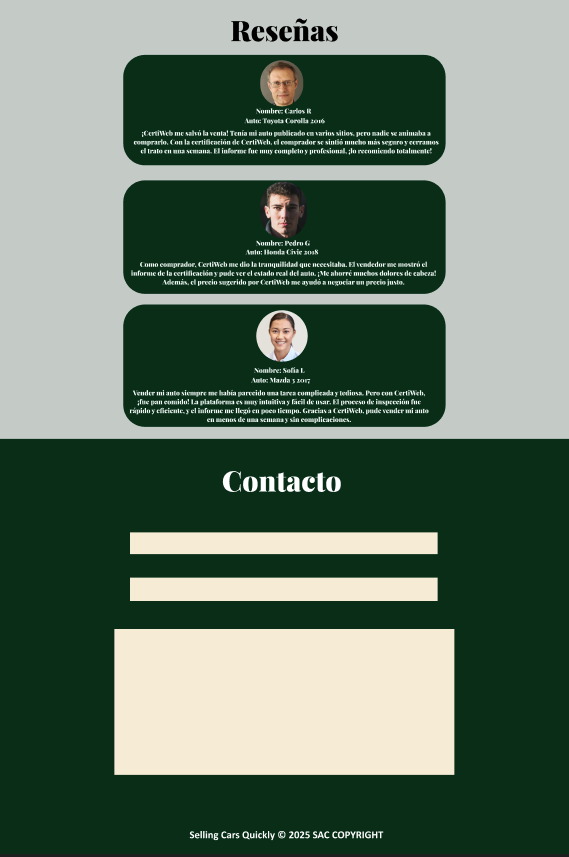 Reseñas
Nombre: Carlos R
Auto: Toyota Corolla 2016
¡CertiWeb me salvó la venta! Tenía mi auto publicado en varios sitios, pero nadie se animaba a
comprarlo. Con la certificación de CertiWeb, el comprador se sintió mucho más seguro y cerramos
el trato en una semana. El informe fue muy completo y profesional, ¡lo recomiendo totalmente!
Nombre: Pedro G
Auto: Honda Civic 2018
Como comprador, CertiWeb me dio la tranquilidad que necesitaba. El vendedor me mostró el
informe de la certificación y pude ver el estado real del auto. ¡Me ahorré muchos dolores de cabeza!
Además, el precio sugerido por CertiWeb me ayudó a negociar un precio justo.
Nombre: Sofía L
Auto: Mazda 3 2017
Vender mi auto siempre me había parecido una tarea complicada y tediosa. Pero con CertiWeb,
¡fue pan comido! La plataforma es muy intuitiva y fácil de usar. El proceso de inspección fue
rápido y eficiente, y el informe me llegó en poco tiempo. Gracias a CertiWeb, pude vender mi auto
en menos de una semana y sin complicaciones.
Contacto
Selling Cars Quickly © 2025 SAC COPYRIGHT